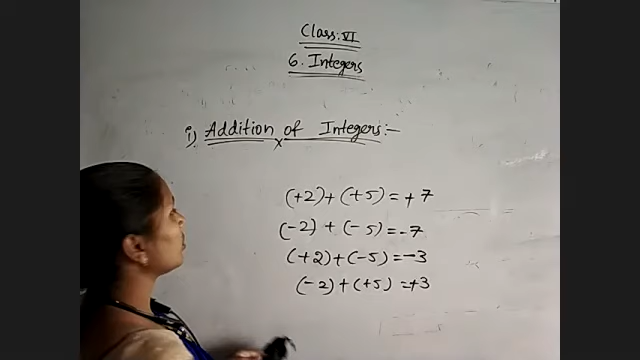 Class: VI
6. Integers
i) Addition of Integers:-
(+2) + (+5) = +7
(-2) + (-5) = -7
(+2) + (-5) = -3
(-2) + (+5) = +3